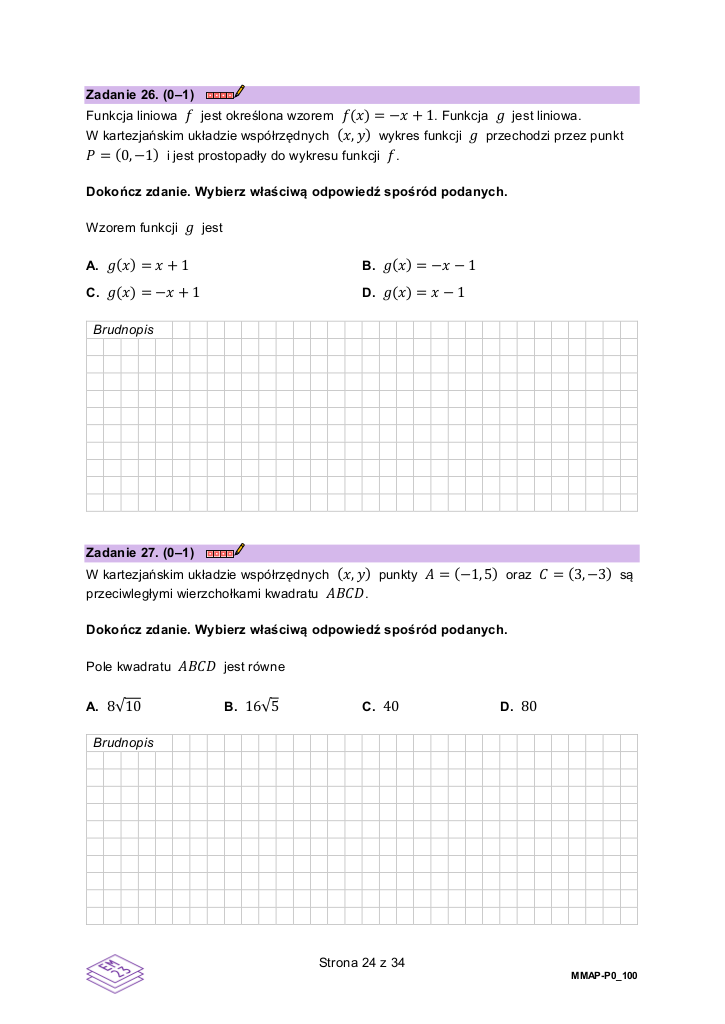 Zadanie 26. (0–1)
Funkcja liniowa f jest określona wzorem f(x) = −x + 1. Funkcja g jest liniowa.
W kartezjańskim układzie współrzędnych (x, y) wykres funkcji g przechodzi przez punkt
P = (0, −1) i jest prostopadły do wykresu funkcji f.
Dokończ zdanie. Wybierz właściwą odpowiedź spośród podanych.
Wzorem funkcji g jest
A. g(x) = x + 1 B. g(x) = −x − 1
C. g(x) = −x + 1 D. g(x) = x − 1
Brudnopis
Zadanie 27. (0–1)
W kartezjańskim układzie współrzędnych (x, y) punkty A = (−1, 5) oraz C = (3, −3) są
przeciwległymi wierzchołkami kwadratu ABCD.
Dokończ zdanie. Wybierz właściwą odpowiedź spośród podanych.
Pole kwadratu ABCD jest równe
A. 8√10 B. 16√5 C. 40 D. 80
Brudnopis
EM
23
Strona 24 z 34
MMAP-P0_100